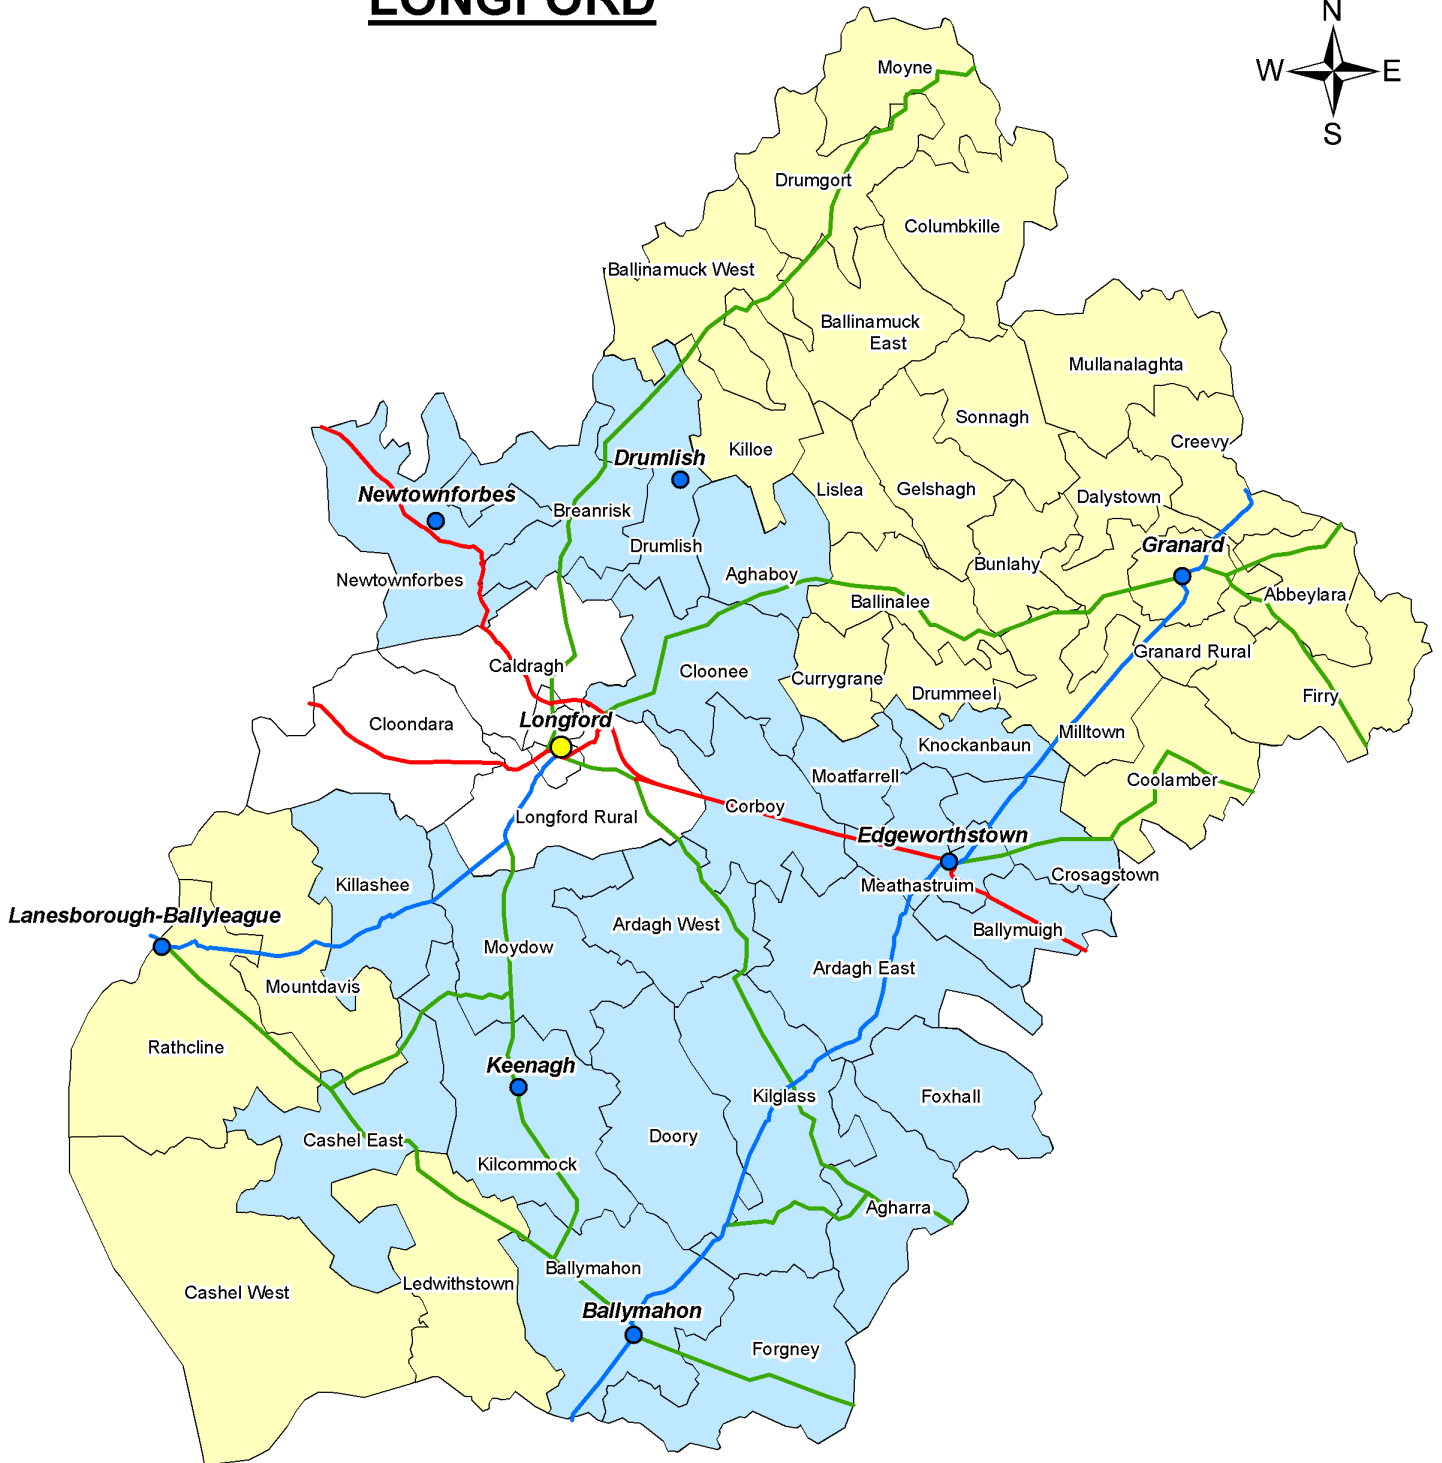 LONGFORD
N
W
E
S
Moyne
Drumgort
Columbkille
Ballinamuck West
Ballinamuck
East
Mullanalaghta
Sonnagh
Creevy
Killoe
Drumlish
Lislea
Gelshagh
Dalystown
Newtownforbes
Breanrisk
Drumlish
Granard
Bunlahy
Newtownforbes
Aghaboy
Ballinalee
Abbeylara
Caldragh
Cloonee
Currygrane
Drummeel
Granard Rural
Firry
Cloondara
Longford
Knockanbaun
Milltown
Moatfarrell
Coolamber
Longford Rural
Corboy
Edgeworthstown
Killashee
Meathastruim
Crosagstown
Lanesborough-Ballyleague
Ardagh West
Ballymuigh
Moydow
Ardagh East
Mountdavis
Rathcline
Keenagh
Kilglass
Foxhall
Cashel East
Doory
Kilcommock
Agharra
Ballymahon
Cashel West
Ledwithstown
Ballymahon
Forgney